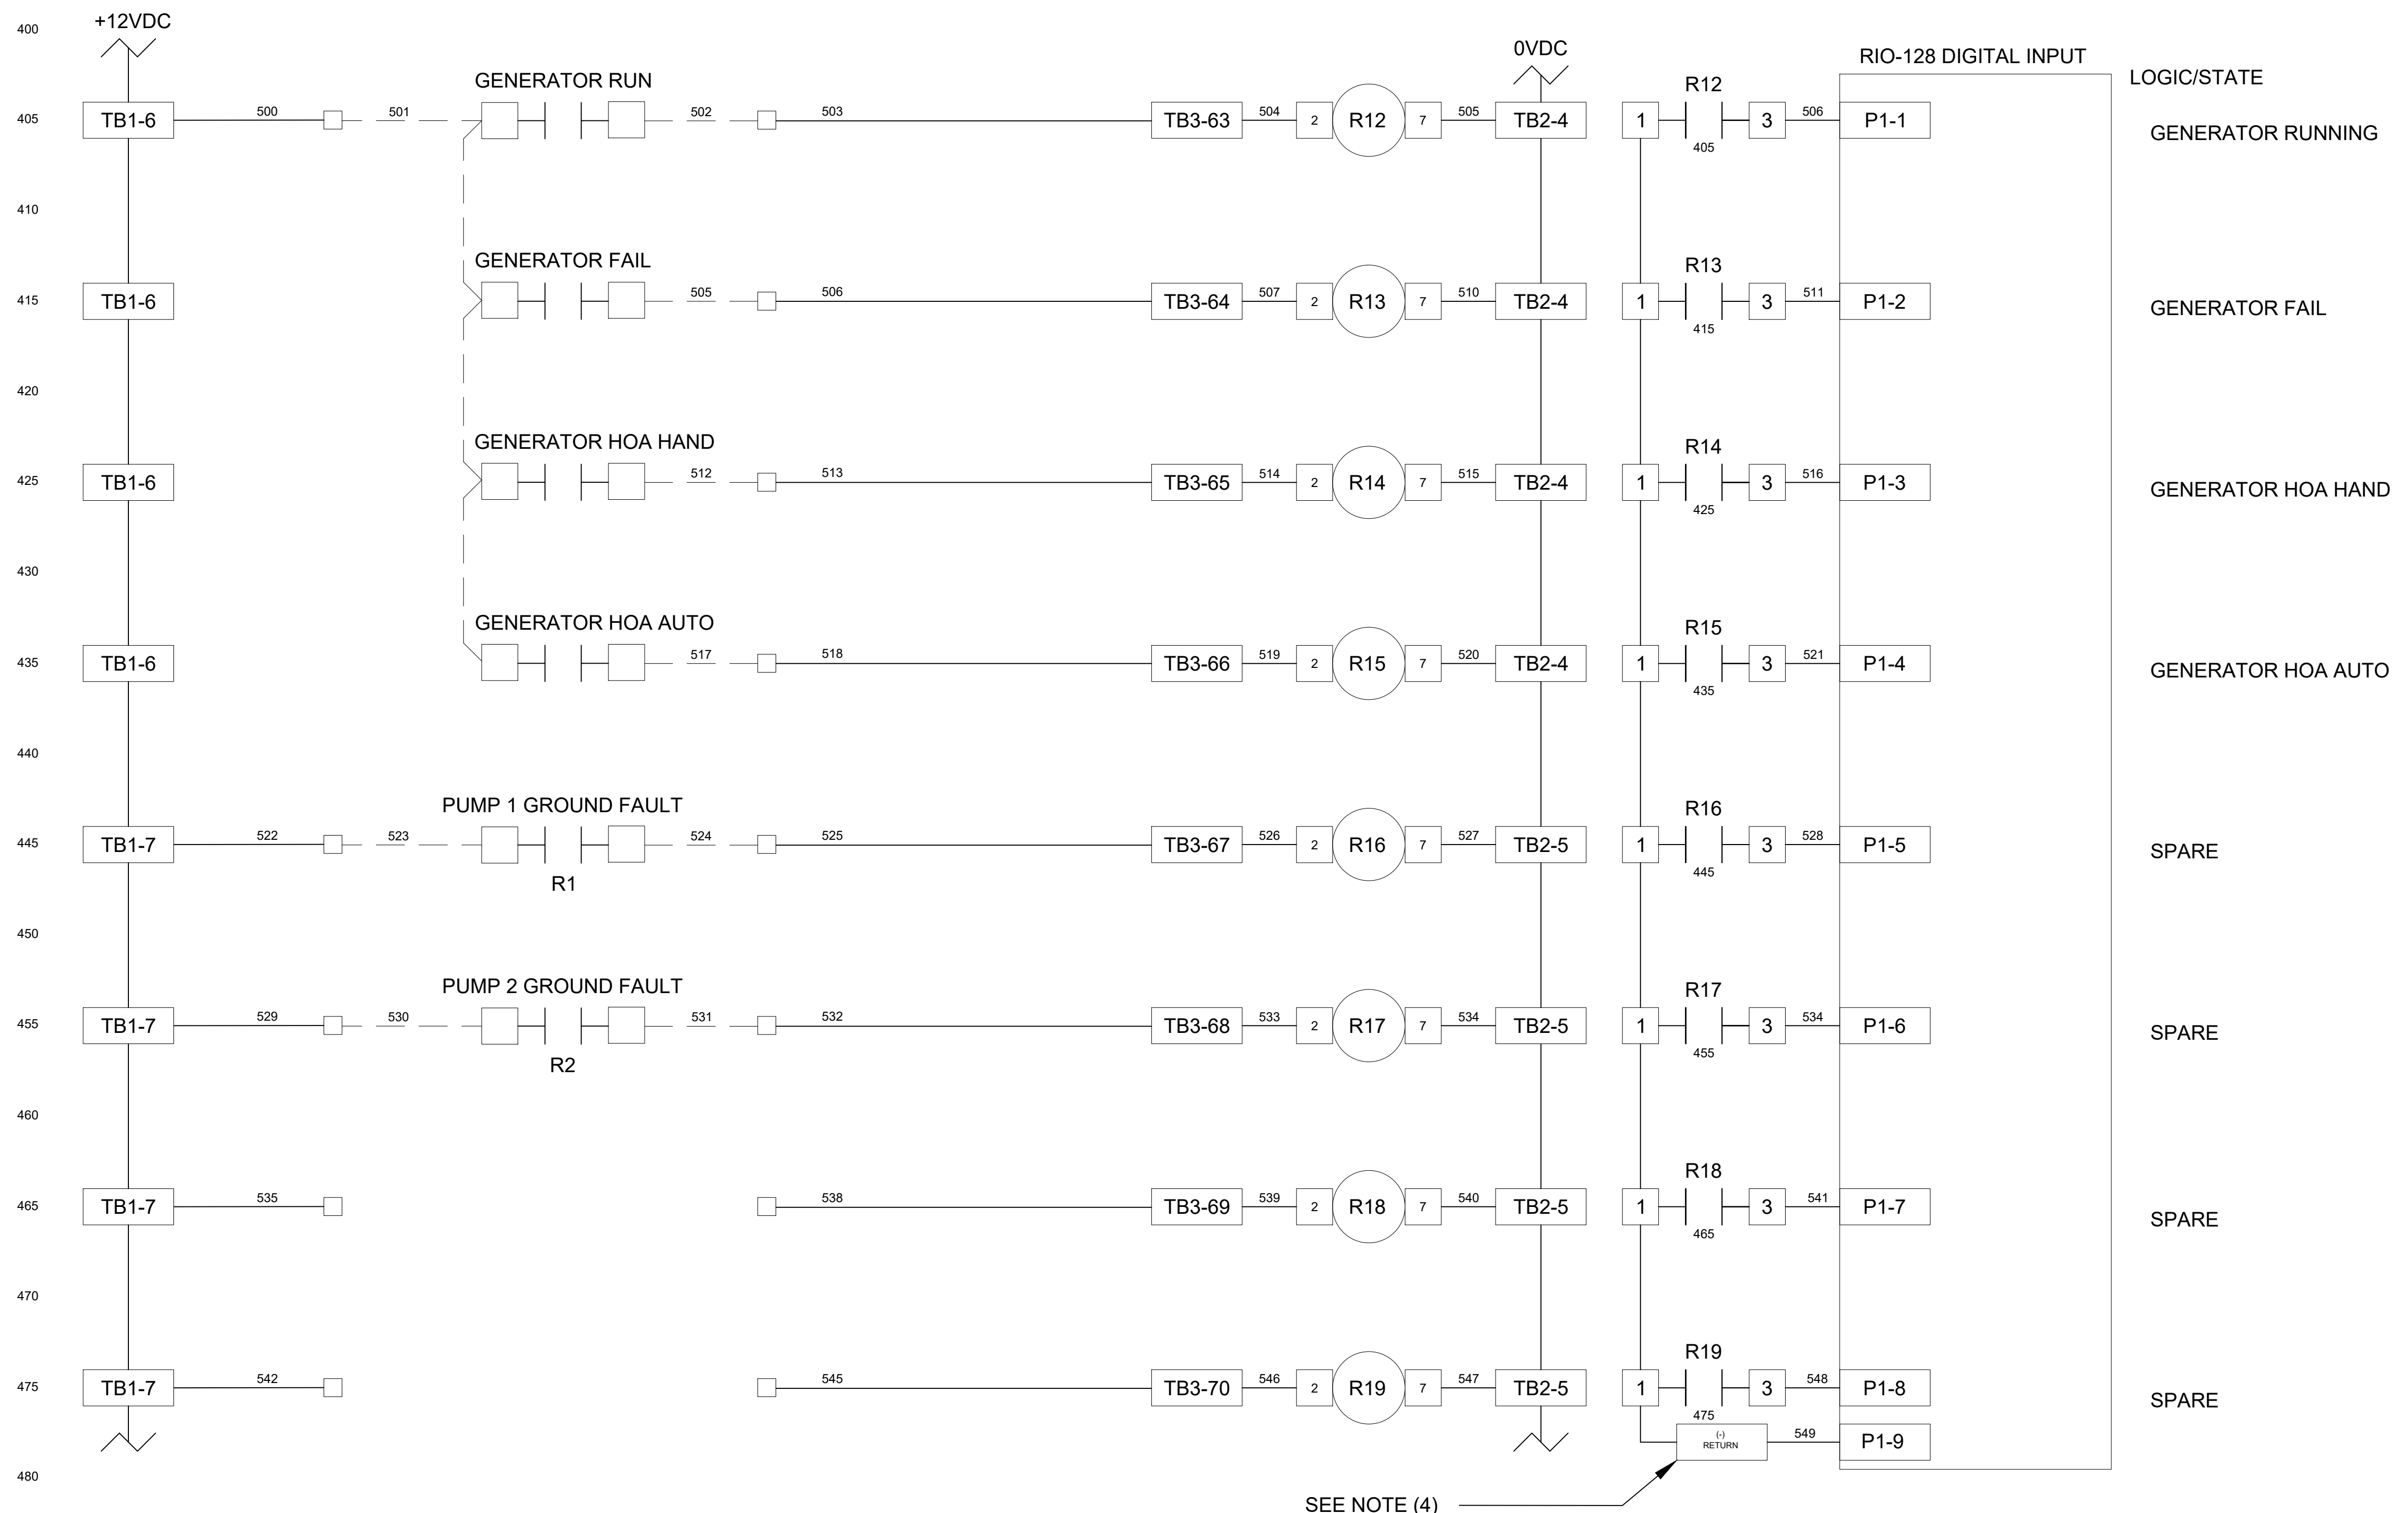 400 +12VDC
0VDC
RIO-128 DIGITAL INPUT
LOGIC/STATE
GENERATOR RUN
R12
405 TB1-6 500 501 502 503 TB3-63 504 2 R12 7 505 TB2-4 1 3 506 P1-1
GENERATOR RUNNING
405
410
GENERATOR FAIL
R13
415 TB1-6 505 506 TB3-64 507 2 R13 7 510 TB2-4 1 3 511 P1-2
GENERATOR FAIL
415
420
GENERATOR HOA HAND
R14
425 TB1-6 512 513 TB3-65 514 2 R14 7 515 TB2-4 1 3 516 P1-3
GENERATOR HOA HAND
425
430
GENERATOR HOA AUTO
R15
435 TB1-6 517 518 TB3-66 519 2 R15 7 520 TB2-4 1 3 521 P1-4
GENERATOR HOA AUTO
435
440
PUMP 1 GROUND FAULT
R16
445 TB1-7 522 523 524 525 TB3-67 526 2 R16 7 527 TB2-5 1 3 528 P1-5
SPARE
445
R1
450
PUMP 2 GROUND FAULT
R17
455 TB1-7 529 530 531 532 TB3-68 533 2 R17 7 534 TB2-5 1 3 534 P1-6
SPARE
455
R2
460
R18
465 TB1-7 535 538 TB3-69 539 2 R18 7 540 TB2-5 1 3 541 P1-7
SPARE
465
470
R19
475 TB1-7 542 545 TB3-70 546 2 R19 7 547 TB2-5 1 3 548 P1-8
SPARE
475
(-)
RETURN 549 P1-9
480
SEE NOTE (4)